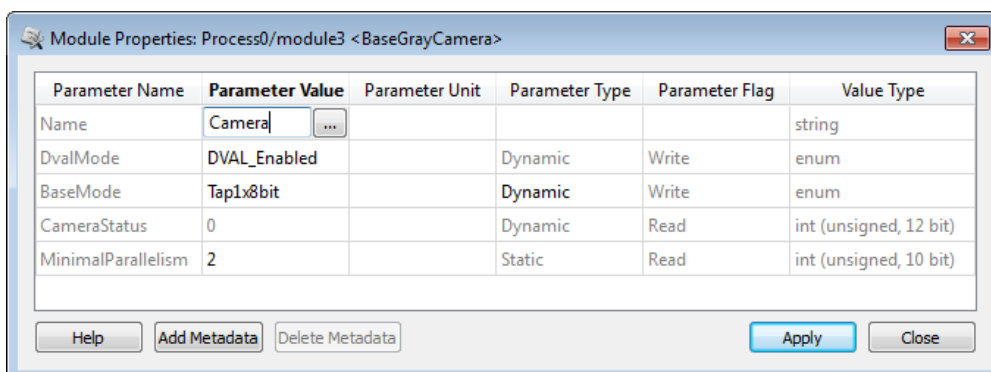 Module Properties: Process0/module3 <BaseGrayCamera>
Parameter Name Parameter Value Parameter Unit Parameter Type Parameter Flag Value Type
Name Camera ... string
DvalMode DVAL_Enabled Dynamic Write enum
BaseMode Tap1x8bit Dynamic Write enum
CameraStatus 0 Dynamic Read int (unsigned, 12 bit)
MinimalParallelism 2 Static Read int (unsigned, 10 bit)
Help Add Metadata Delete Metadata Apply Close